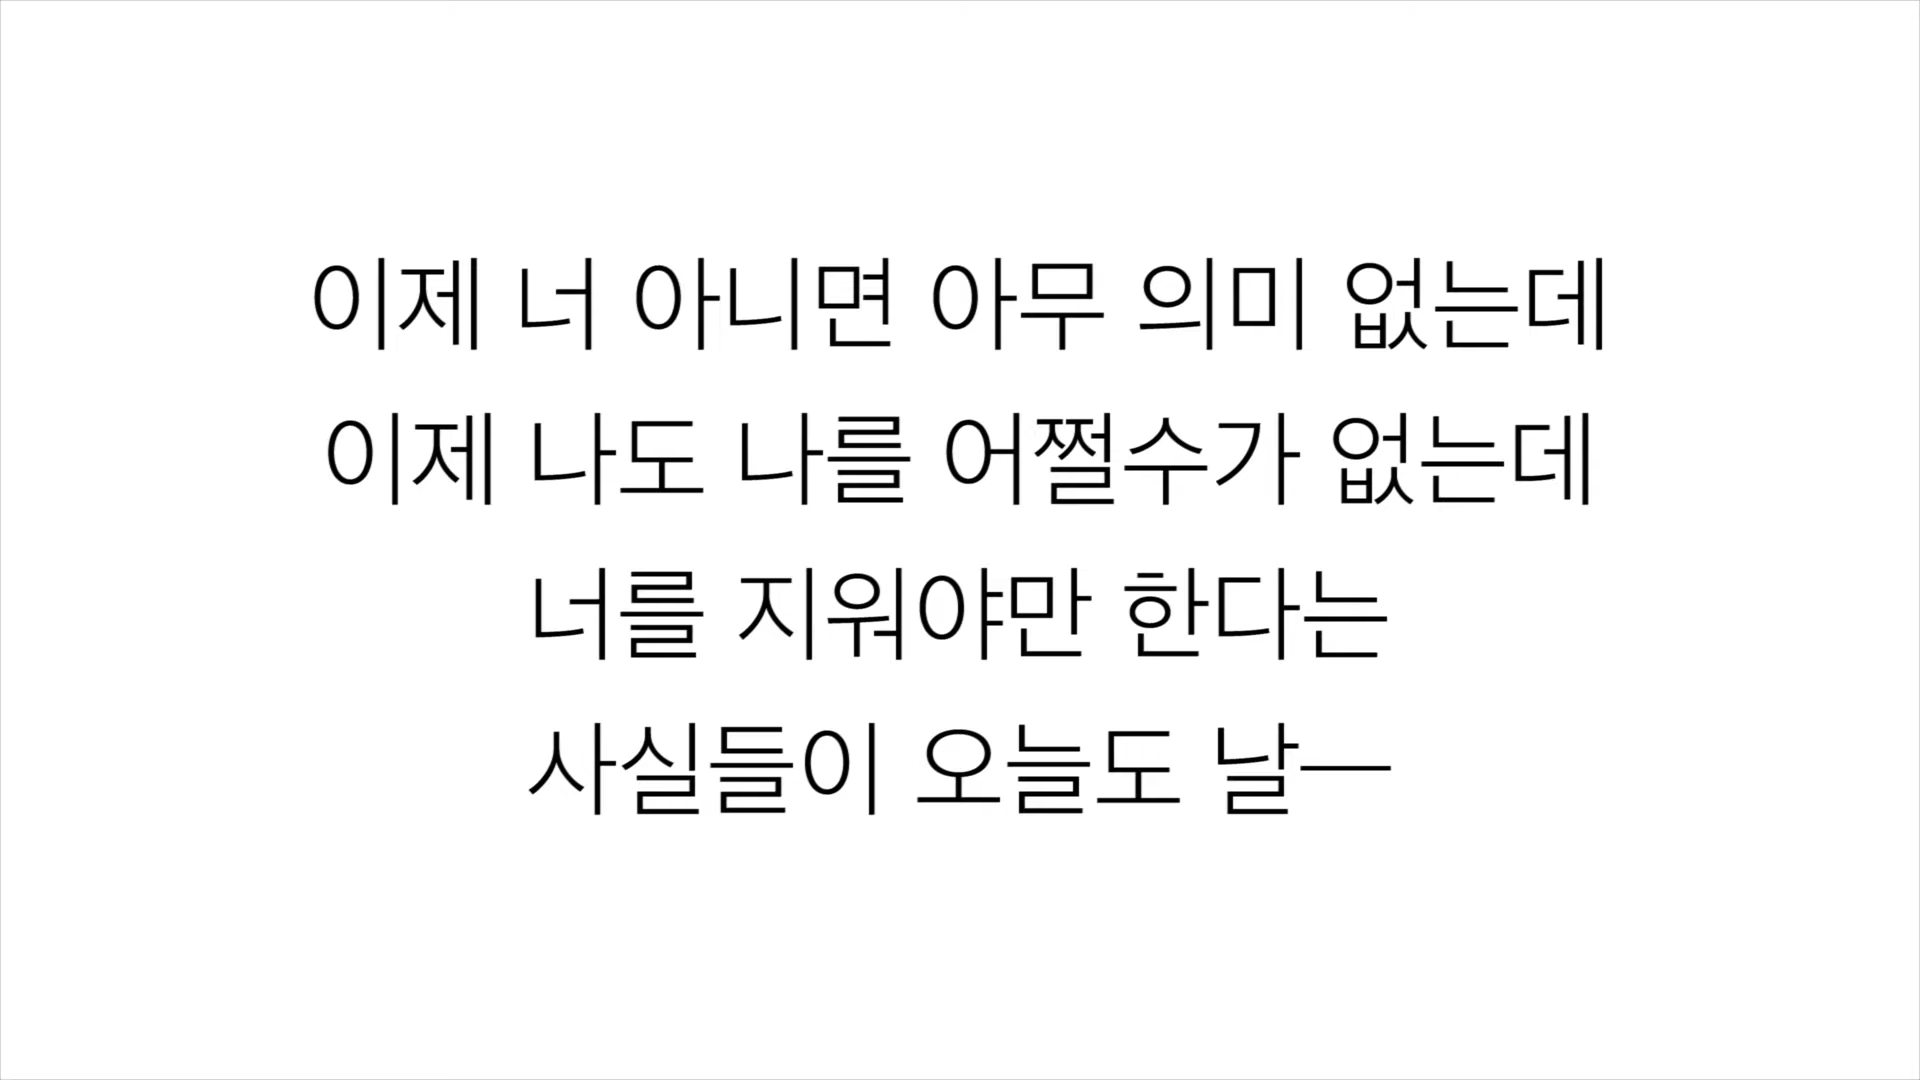 이제 너 아니면 아무 의미 없는데
이제 나도 나를 어쩔수가 없는데
너를 지워야만 한다는
사실들이 오늘도 날—